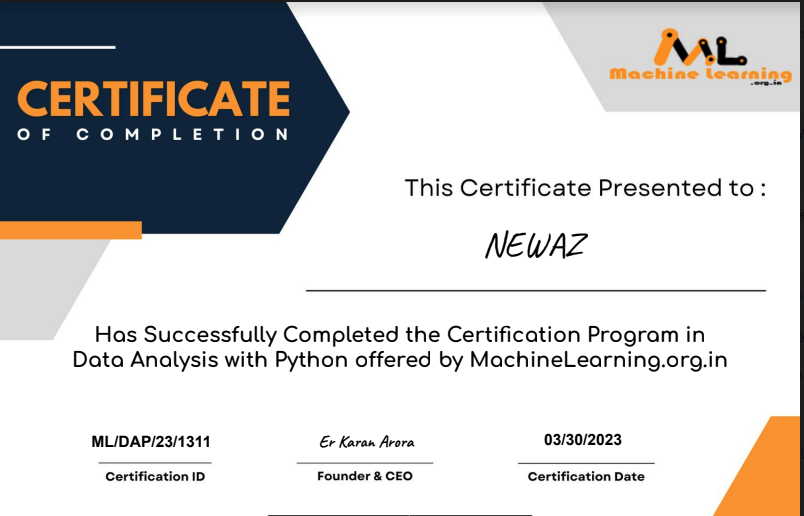 CERTIFICATE
OF COMPLETION
ML
Machine Learning
.org.in
This Certificate Presented to :
NEWAZ
Has Successfully Completed the Certification Program in
Data Analysis with Python offered by MachineLearning.org.in
ML/DAP/23/1311
Certification ID
Er Karan Arora
Founder & CEO
03/30/2023
Certification Date